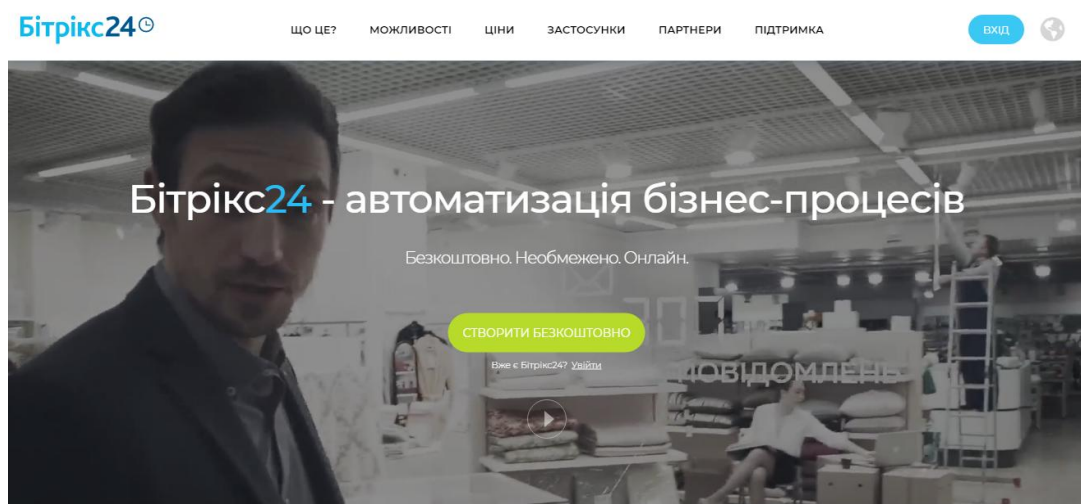 Бітрікс24
ЩО ЦЕ?
МОЖЛИВОСТІ
ЦІНИ
ЗАСТОСУНКИ
ПАРТНЕРИ
ПІДТРИМКА
ВХІД
Бітрікс24 - автоматизація бізнес-процесів
Безкоштовно. Необмежено. Онлайн.
СТВОРИТИ БЕЗКОШТОВНО
Вже є Бітрікс24? Увійти
ПОВІДОМЛЕНЬ